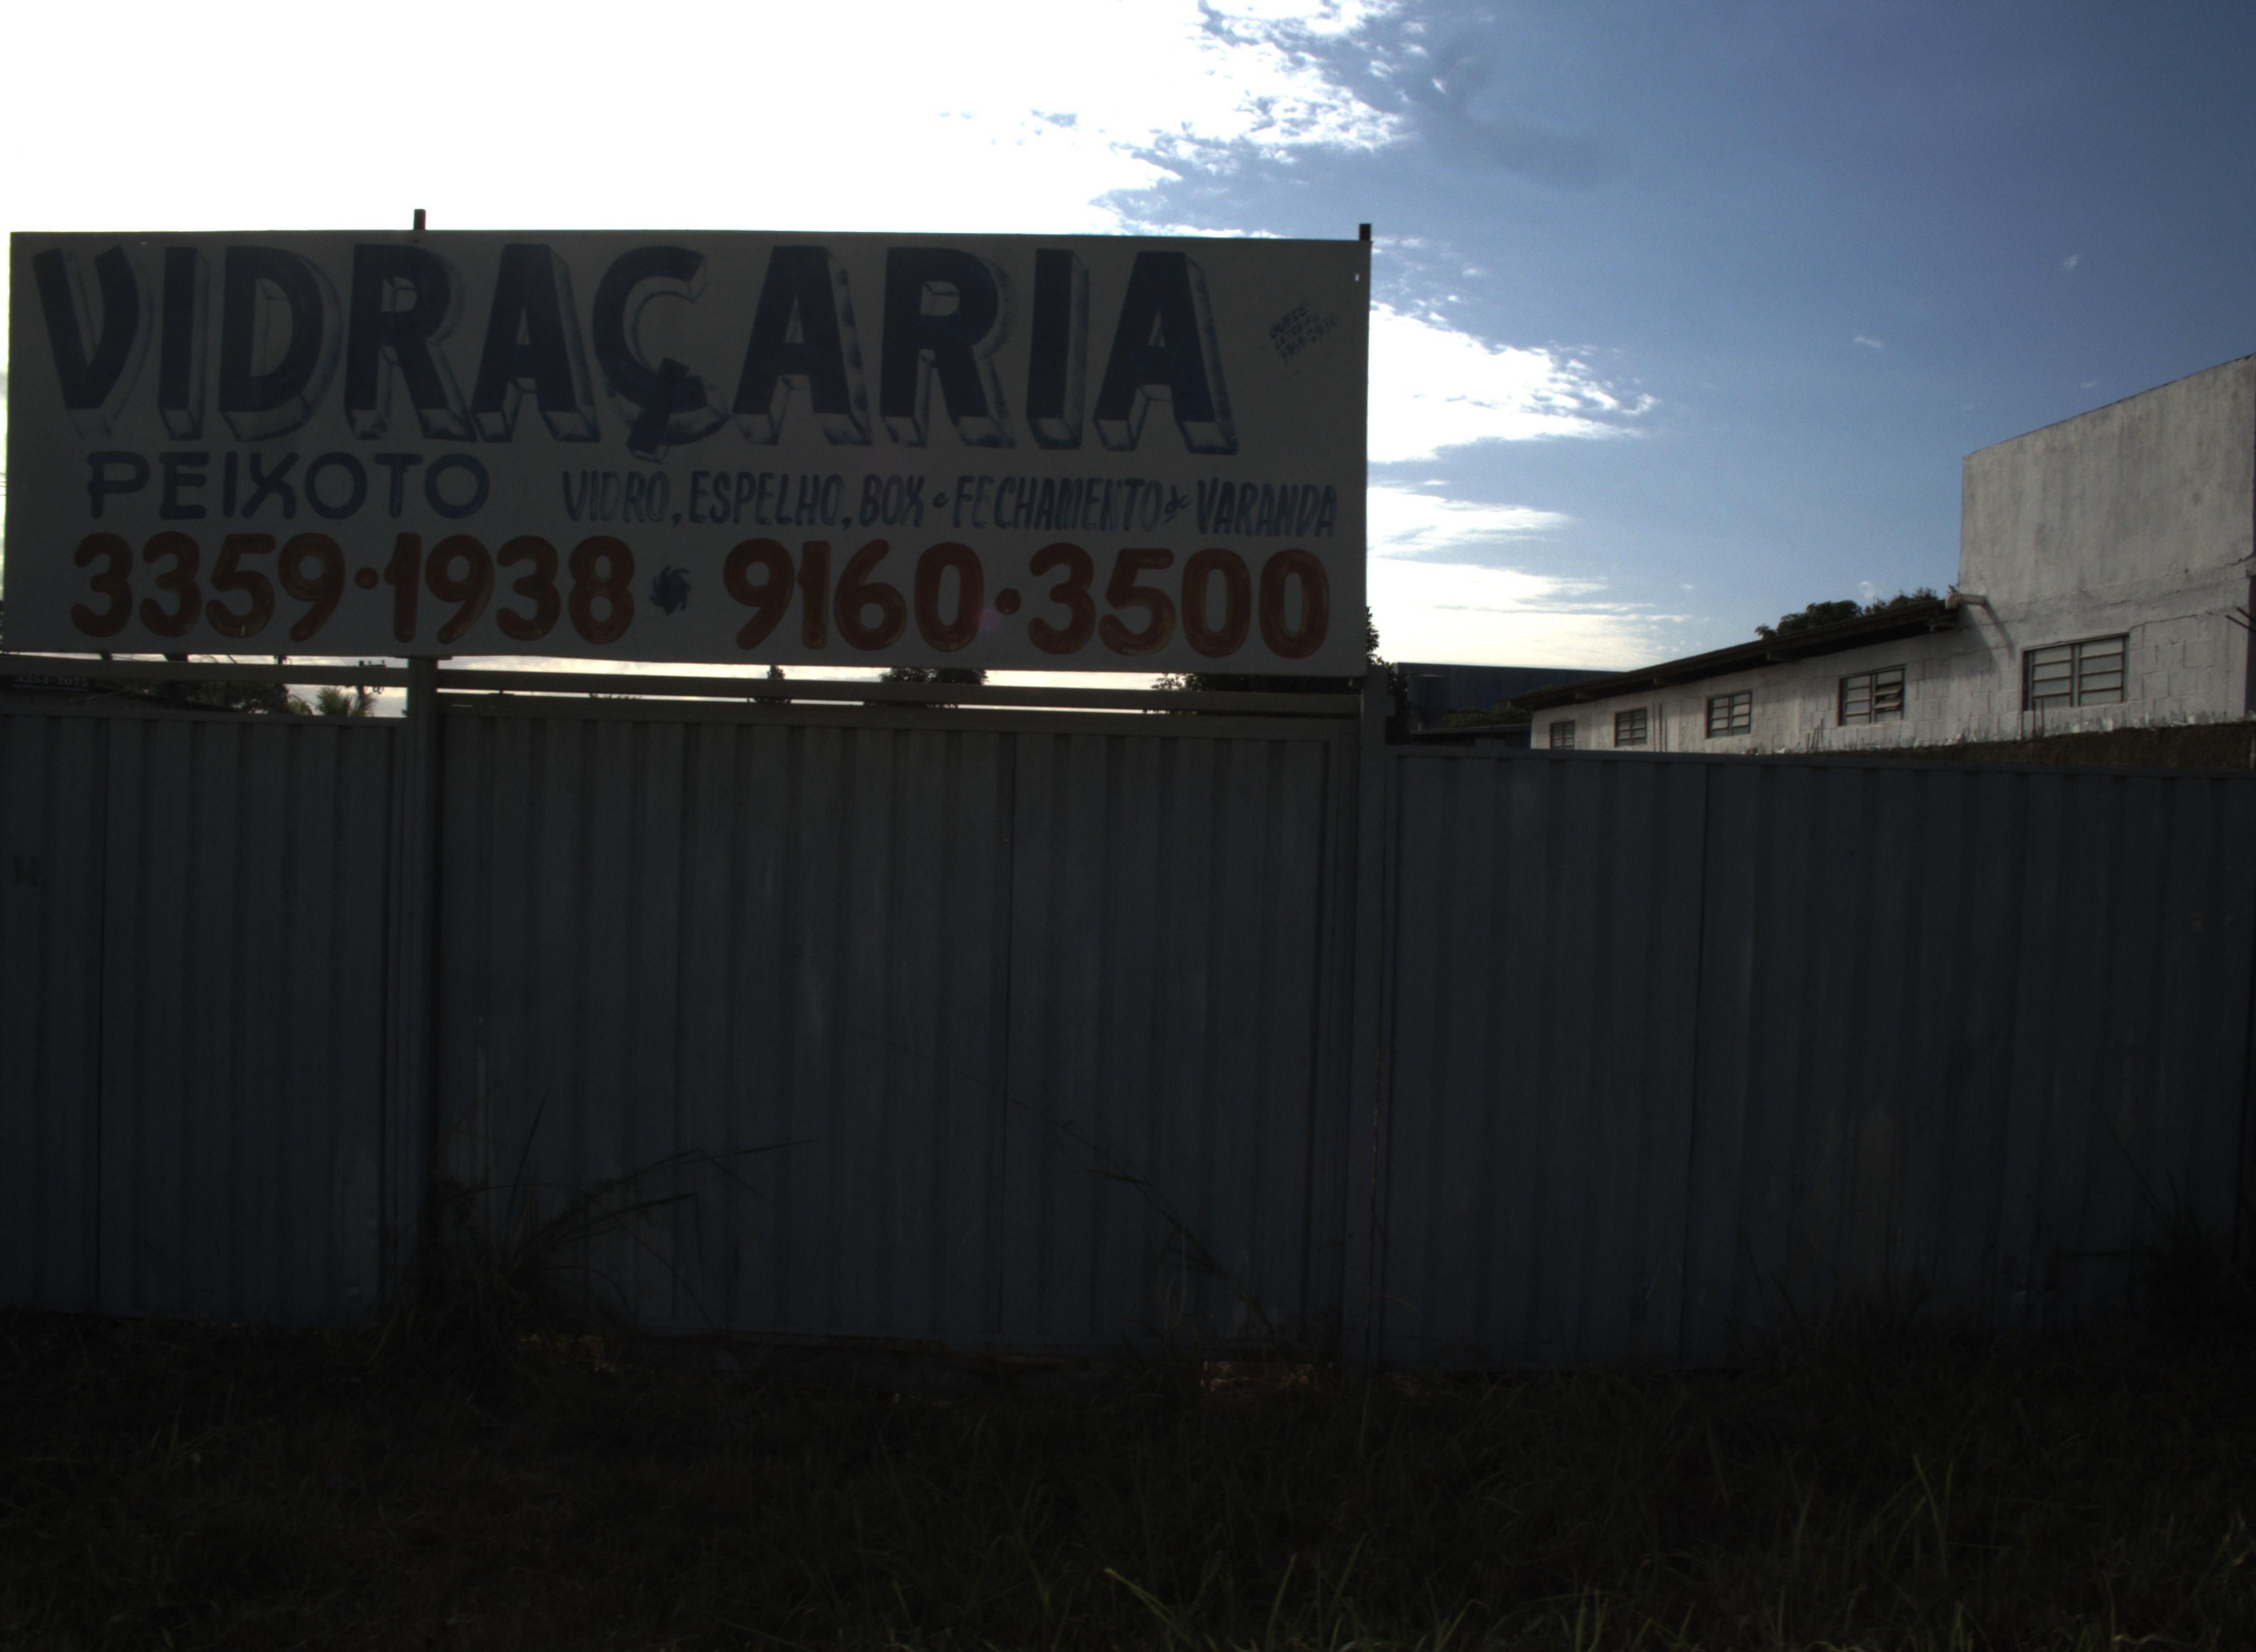 VIDRAÇARIA
PEIXOTO
VIDRO, ESPELHO, BOX e FECHAMENTO de VARANDA
3359·1938 * 9160·3500